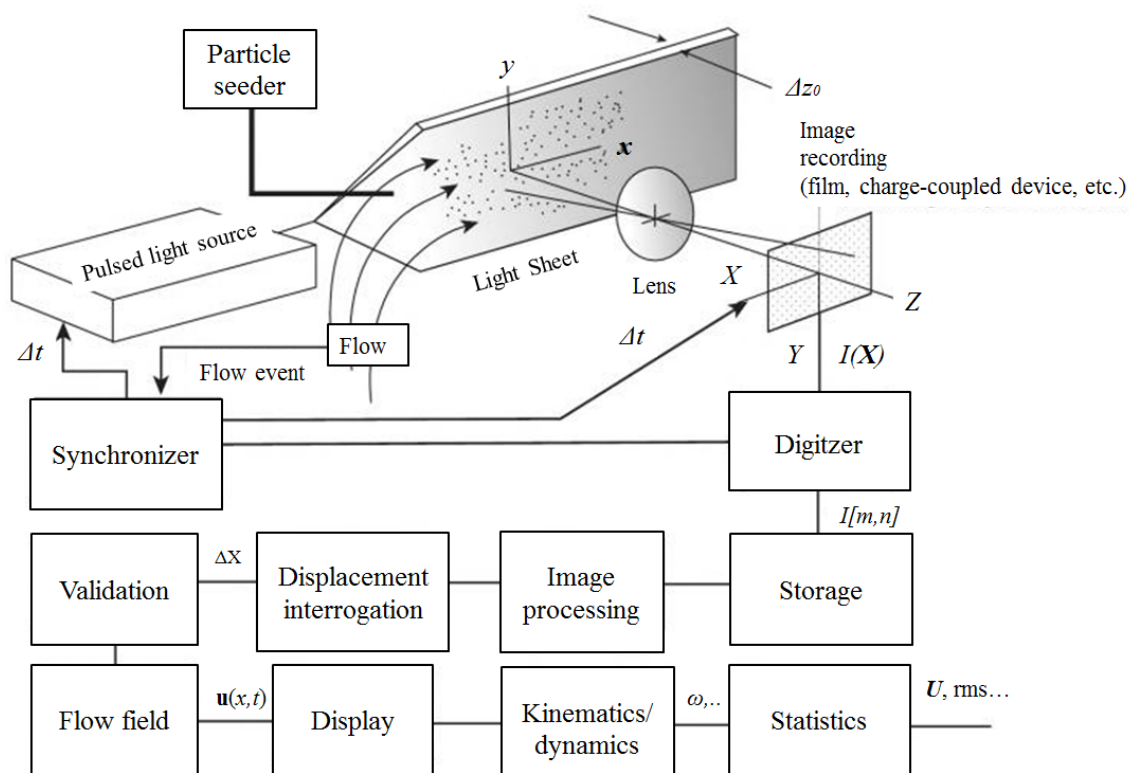 Particle
seeder
y
Δz₀
x
Image
recording
(film, charge-coupled device, etc.)
Pulsed light source
Light Sheet
Lens
X
Z
Δt
Flow
Δt
Flow event
Y
I(X)
Synchronizer
Digitzer
I[m,n]
Validation
ΔX
Displacement
interrogation
Image
processing
Storage
Flow field
u(x,t)
Display
Kinematics/
dynamics
ω,..
Statistics
U, rms...